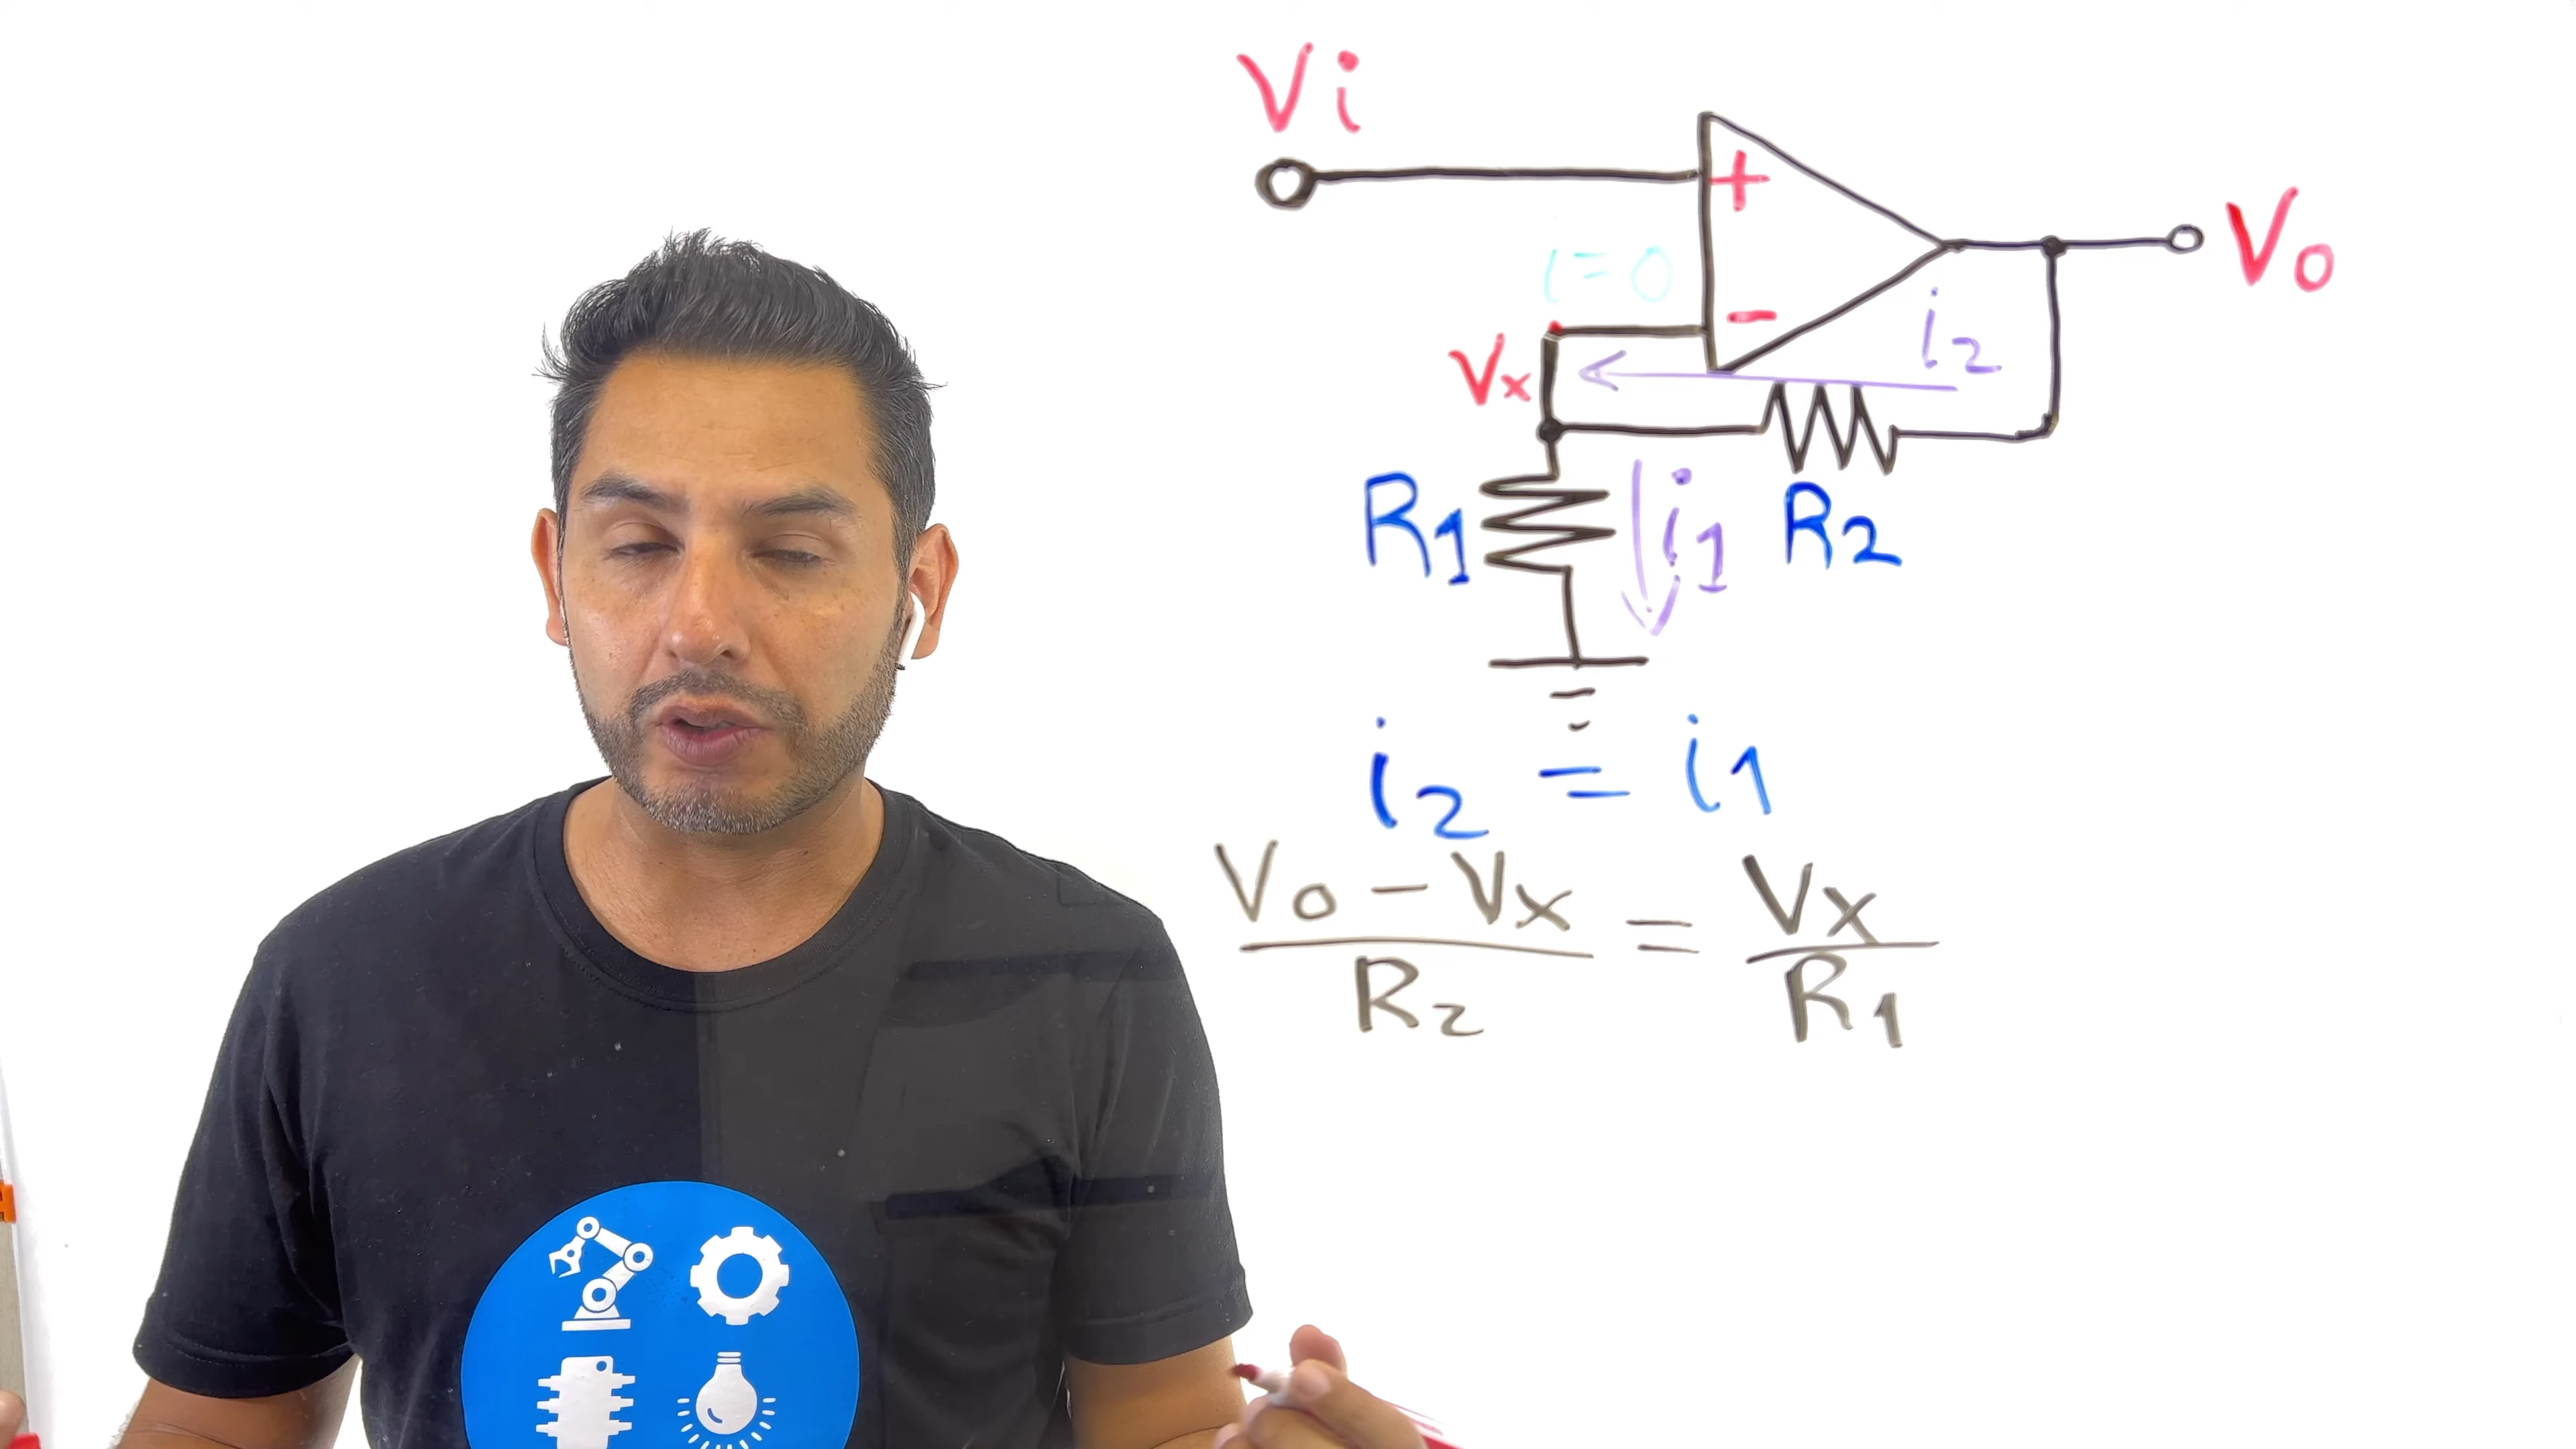 Vi
+
Vo
i=0
-
i2
Vx
R1
i1
R2
i2 = i1
Vo - Vx / R2 = Vx / R1